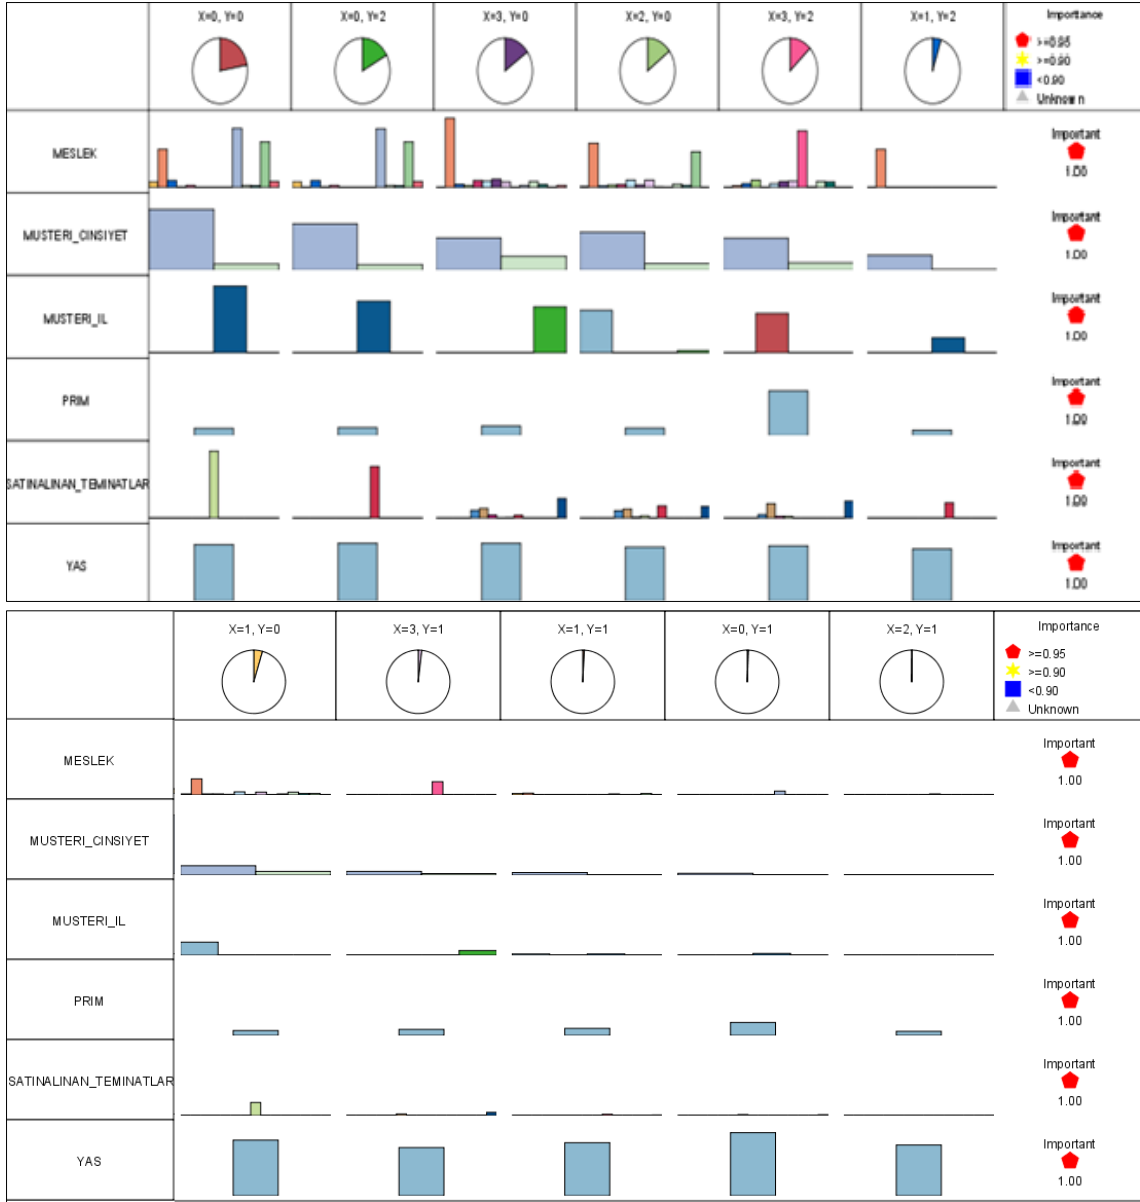 X=0, Y=0
X=0, Y=2
X=3, Y=0
X=2, Y=0
X=3, Y=2
X=1, Y=2
Importance
>=0.95
>=0.90
<0.90
Unknown
MESLEK
Important
1.00
MUSTERI_CINSIYET
Important
1.00
MUSTERI_IL
Important
1.00
PRIM
Important
1.00
SATINALINAN_TEMINATLAR
Important
1.00
YAS
Important
1.00
X=1, Y=0
X=3, Y=1
X=1, Y=1
X=0, Y=1
X=2, Y=1
Importance
>=0.95
>=0.90
<0.90
Unknown
MESLEK
Important
1.00
MUSTERI_CINSIYET
Important
1.00
MUSTERI_IL
Important
1.00
PRIM
Important
1.00
SATINALINAN_TEMINATLAR
Important
1.00
YAS
Important
1.00